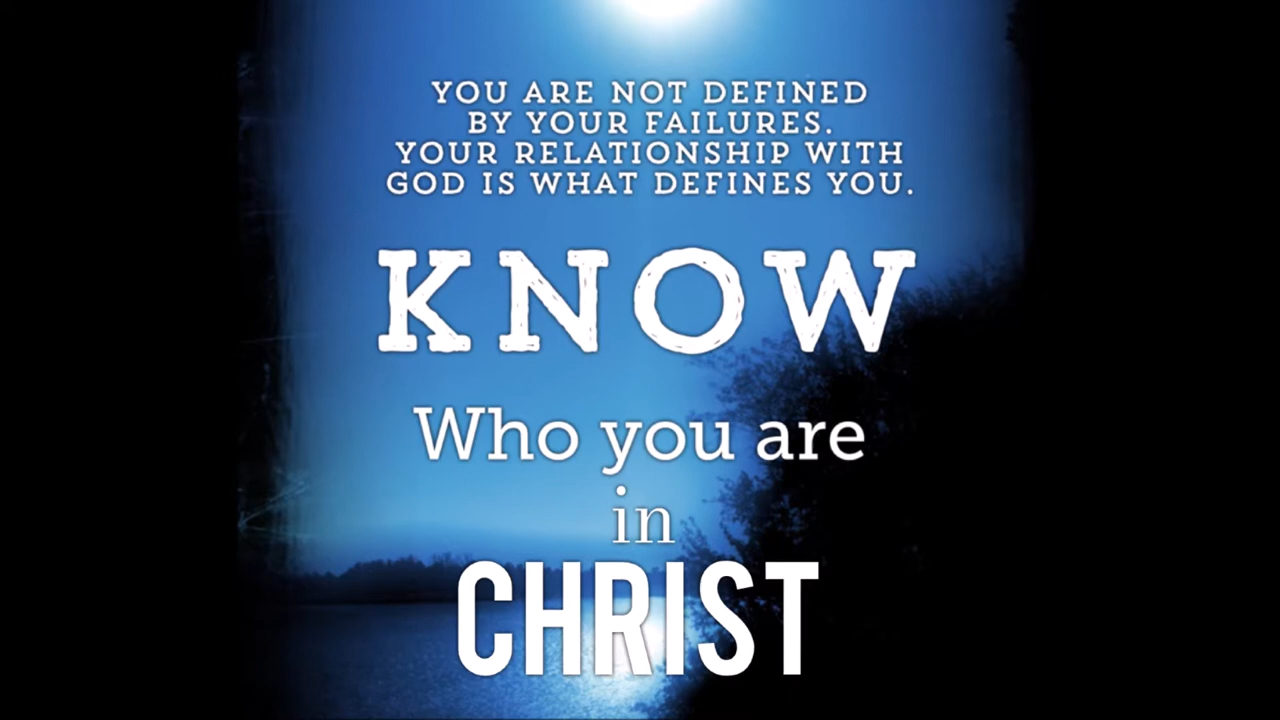 YOU ARE NOT DEFINED
BY YOUR FAILURES.
YOUR RELATIONSHIP WITH
GOD IS WHAT DEFINES YOU.
KNOW
Who you are
in
CHRIST